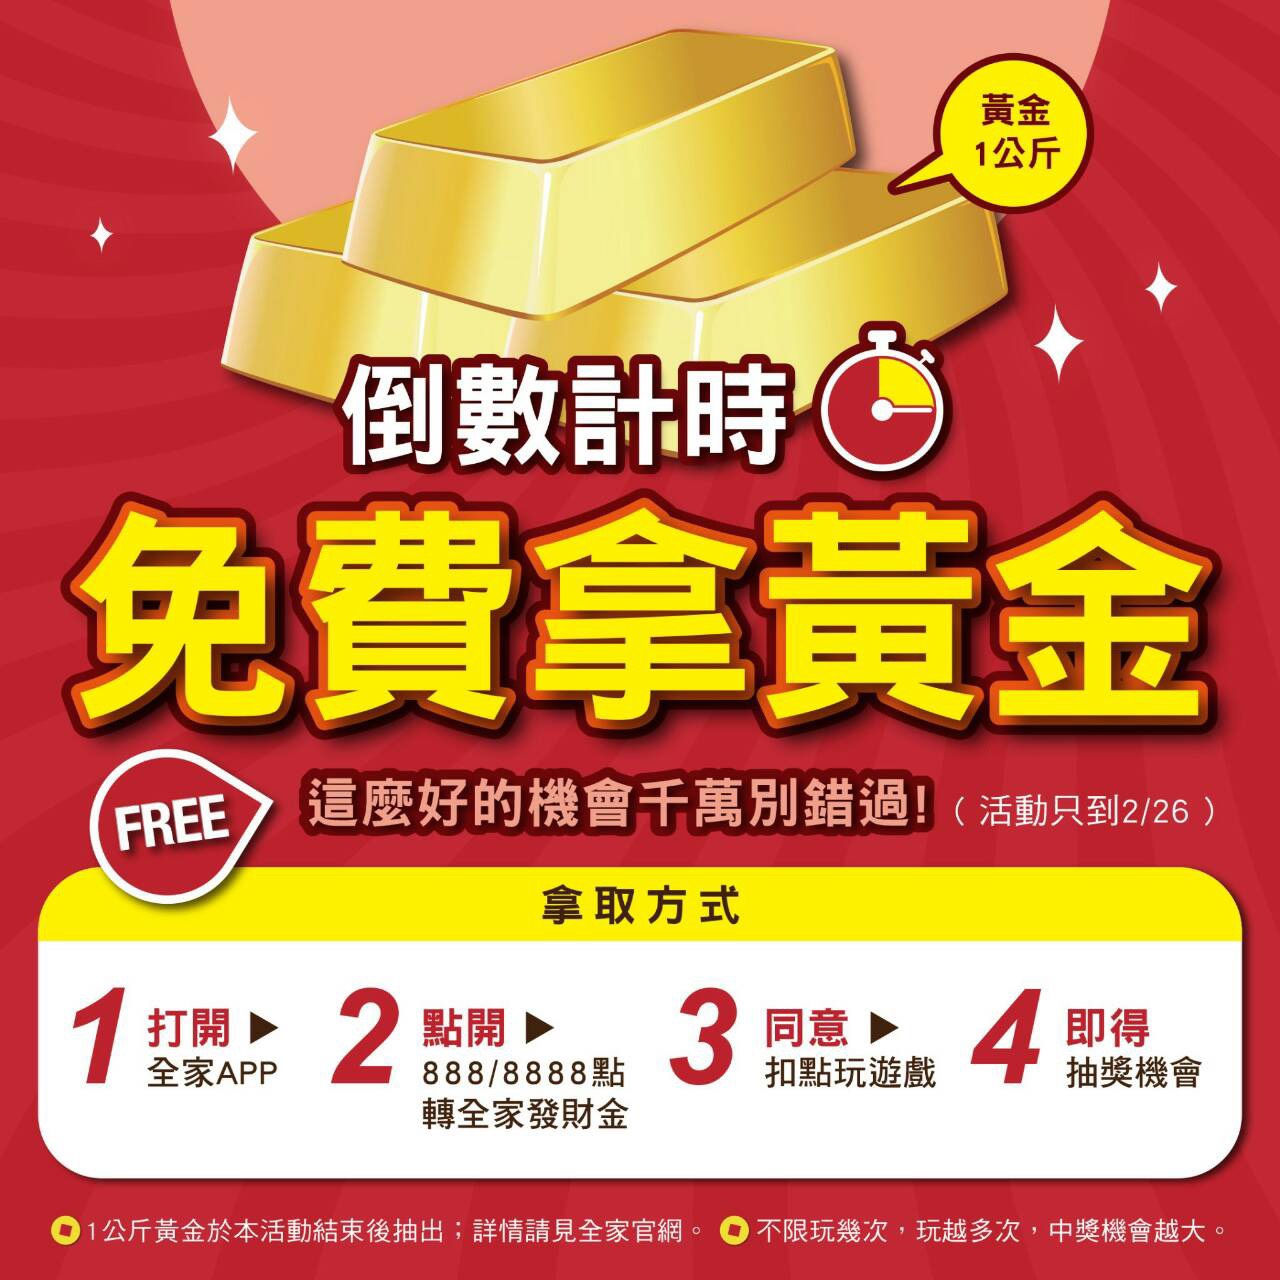 黃金
1公斤
倒數計時
免費拿黃金
FREE
這麼好的機會千萬別錯過!(活動只到2/26)
拿取方式
1 打開▶
全家APP
2 點開▶
888/8888點
轉全家發財金
3 同意▶
扣點玩遊戲
4 即得
抽獎機會
1公斤黃金於本活動結束後抽出；詳情請見全家官網。 不限玩幾次，玩越多次，中獎機會越大。